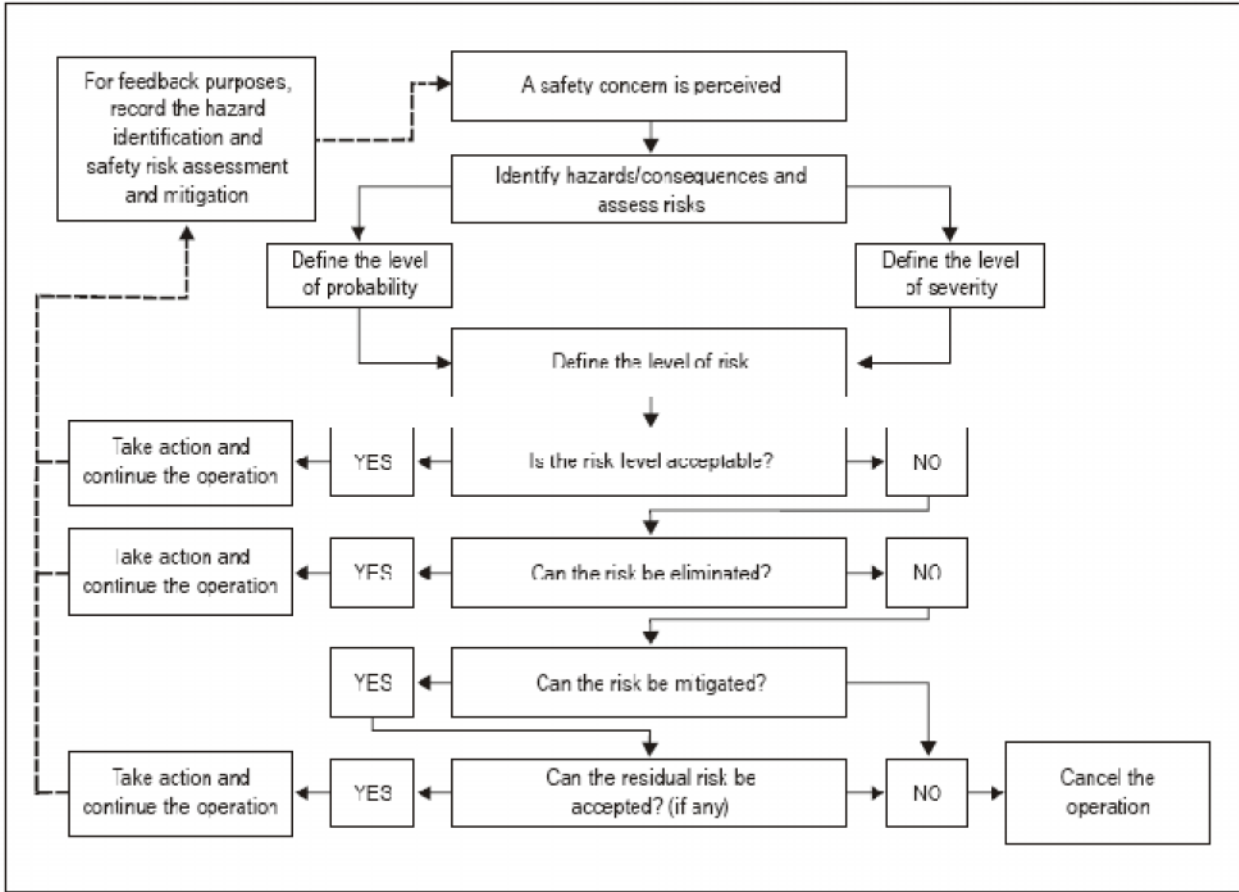 For feedback purposes,
record the hazard
identification and
safety risk assessment
and mitigation
A safety concern is perceived
Identify hazards/consequences and
assess risks
Define the level
of probability
Define the level
of severity
Define the level of risk
Take action and
continue the operation
YES
Is the risk level acceptable?
NO
Take action and
continue the operation
YES
Can the risk be eliminated?
NO
YES
Can the risk be mitigated?
Take action and
continue the operation
YES
Can the residual risk be
accepted? (if any)
NO
Cancel the
operation